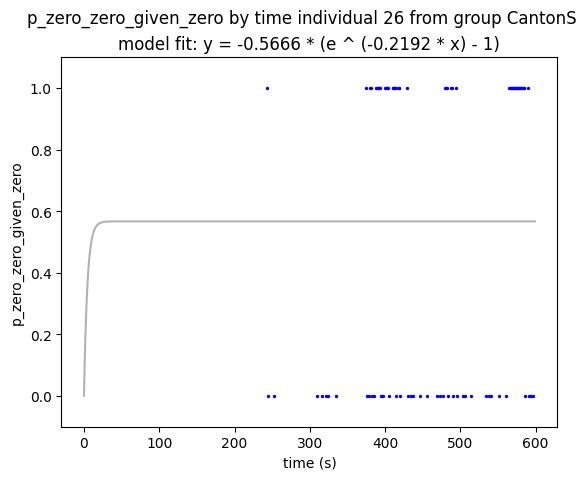 p_zero_zero_given_zero by time individual 26 from group CantonS
model fit: y = -0.5666 * (e ^ (-0.2192 * x) - 1)
1.0
0.8
0.6
0.4
0.2
0.0
p_zero_zero_given_zero
0 100 200 300 400 500 600
time (s)